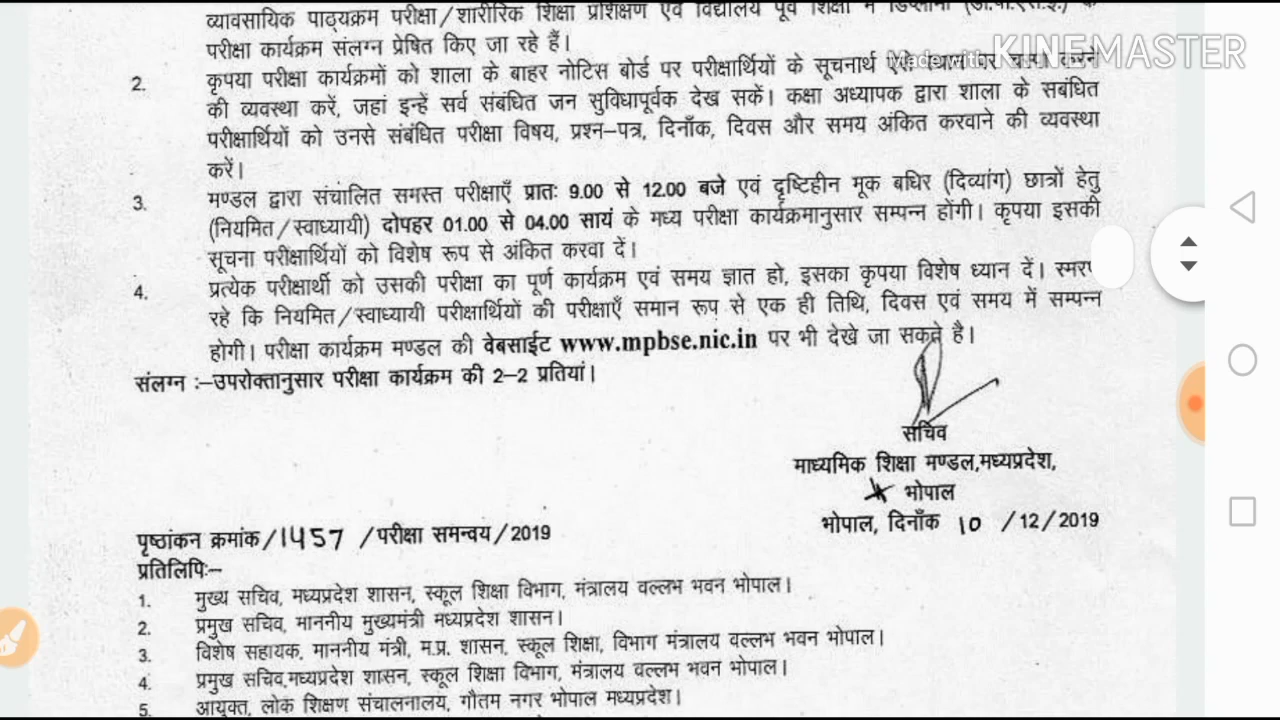 व्यावसायिक पाठ्यक्रम परीक्षा/शारीरिक शिक्षा प्रशिक्षण एवं विद्यालय पूर्व शिक्षा में
परीक्षा कार्यक्रम संलग्न प्रेषित किए जा रहे हैं।
Made with KINEMASTER
2. कृपया परीक्षा कार्यक्रमों को शाला के बाहर नोटिस बोर्ड पर परीक्षार्थियों के सूचनार्थ ऐसे स्थान पर चस्पा करने
की व्यवस्था करें, जहां इन्हें सर्व संबंधित जन सुविधापूर्वक देख सकें। कक्षा अध्यापक द्वारा शाला के संबंधित
परीक्षार्थियों को उनसे संबंधित परीक्षा विषय, प्रश्न-पत्र, दिनाँक, दिवस और समय अंकित करवाने की व्यवस्था
करें।
3. मण्डल द्वारा संचालित समस्त परीक्षाएँ प्रातः 9.00 से 12.00 बजे एवं दृष्टिहीन मूक बधिर (दिव्यांग) छात्रों हेतु
(नियमित/स्वाध्यायी) दोपहर 01.00 से 04.00 सायं के मध्य परीक्षा कार्यक्रमानुसार सम्पन्न होंगी। कृपया इसकी
सूचना परीक्षार्थियों को विशेष रूप से अंकित करवा दें।
4. प्रत्येक परीक्षार्थी को उसकी परीक्षा का पूर्ण कार्यक्रम एवं समय ज्ञात हो, इसका कृपया विशेष ध्यान दें। स्मरण
रहे कि नियमित/स्वाध्यायी परीक्षार्थियों की परीक्षाएँ समान रूप से एक ही तिथि, दिवस एवं समय में सम्पन्न
होगी। परीक्षा कार्यक्रम मण्डल की वेबसाईट www.mpbse.nic.in पर भी देखे जा सकते है।
संलग्न :-उपरोक्तानुसार परीक्षा कार्यक्रम की 2-2 प्रतियां।
सचिव
माध्यमिक शिक्षा मण्डल,मध्यप्रदेश,
भोपाल
भोपाल, दिनाँक 10 /12/2019
पृष्ठांकन क्रमांक/1457/परीक्षा समन्वय/2019
प्रतिलिपिः-
1. मुख्य सचिव, मध्यप्रदेश शासन, स्कूल शिक्षा विभाग, मंत्रालय वल्लभ भवन भोपाल।
2. प्रमुख सचिव, माननीय मुख्यमंत्री मध्यप्रदेश शासन।
3. विशेष सहायक, माननीय मंत्री, म.प्र. शासन, स्कूल शिक्षा, विभाग मंत्रालय वल्लभ भवन भोपाल।
4. प्रमुख सचिव,मध्यप्रदेश शासन, स्कूल शिक्षा विभाग, मंत्रालय वल्लभ भवन भोपाल।
5. आयुक्त, लोक शिक्षण संचालनालय, गौतम नगर भोपाल मध्यप्रदेश।